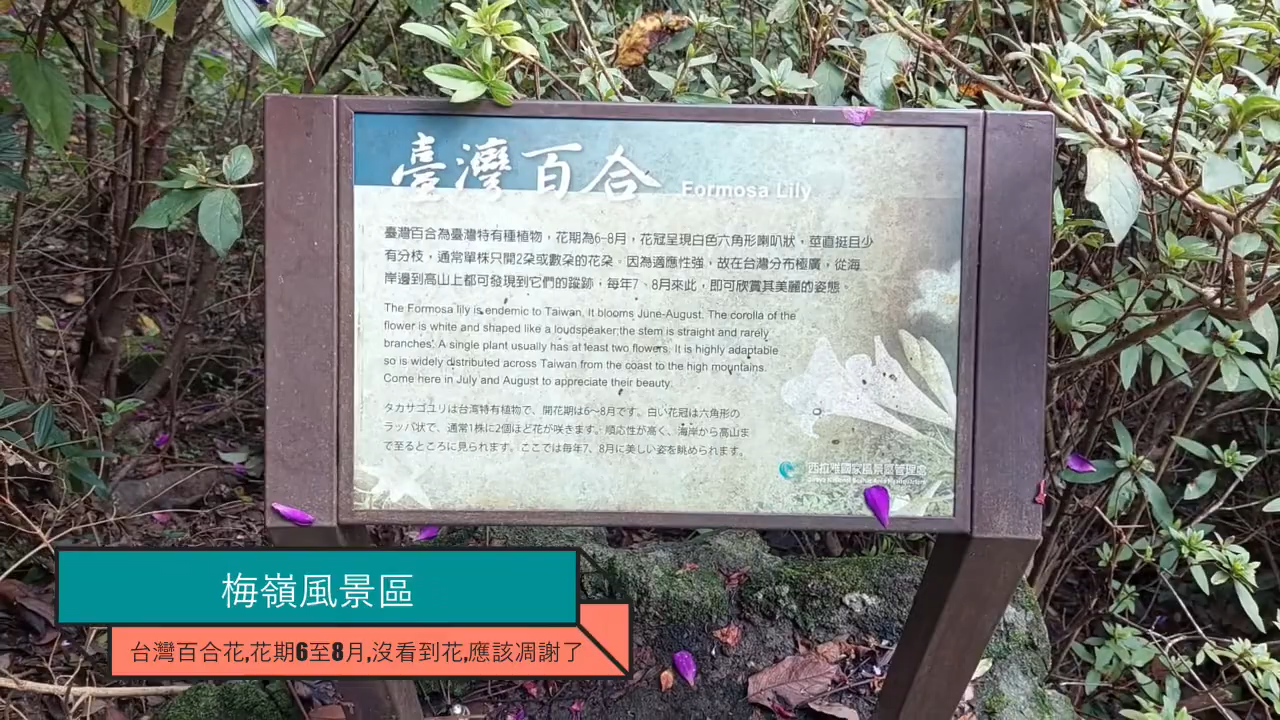 臺灣百合 Formosa Lily
臺灣百合為臺灣特有種植物，花期為6-8月，花冠呈現白色六角形喇叭狀，莖直挺且少
有分枝，通常單株只開2朵或數朵的花朵。因為適應性強，故在台灣分布極廣，從海
岸邊到高山上都可發現到它們的蹤跡，每年7、8月來此，即可欣賞其美麗的姿態。
The Formosa lily is endemic to Taiwan. It blooms June-August. The corolla of the
flower is white and shaped like a loudspeaker;the stem is straight and rarely
branches. A single plant usually has at least two flowers. It is highly adaptable
so is widely distributed across Taiwan from the coast to the high mountains.
Come here in July and August to appreciate their beauty.
タカサゴユリは台湾特有植物で、開花期は6～8月です。白い花冠は六角形の
ラッパ状で、通常1株に2個ほど花が咲きます。順応性が高く、海岸から高山ま
で至るところに見られます。ここでは毎年7、8月に美しい姿を眺められます。
西拉雅國家風景區管理處
Siraya National Scenic Area Headquarters
梅嶺風景區
台灣百合花,花期6至8月,沒看到花,應該凋謝了